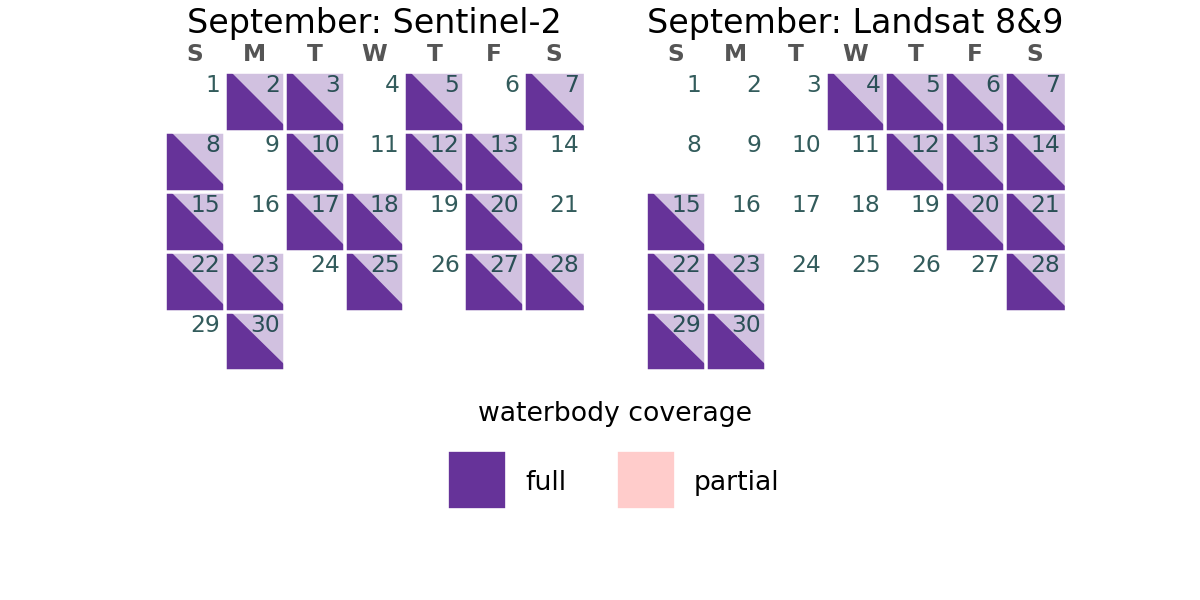 September: Sentinel-2
S M T W T F S
1 2 3 4 5 6 7
8 9 10 11 12 13 14
15 16 17 18 19 20 21
22 23 24 25 26 27 28
29 30
September: Landsat 8&9
S M T W T F S
1 2 3 4 5 6 7
8 9 10 11 12 13 14
15 16 17 18 19 20 21
22 23 24 25 26 27 28
29 30
waterbody coverage
full partial